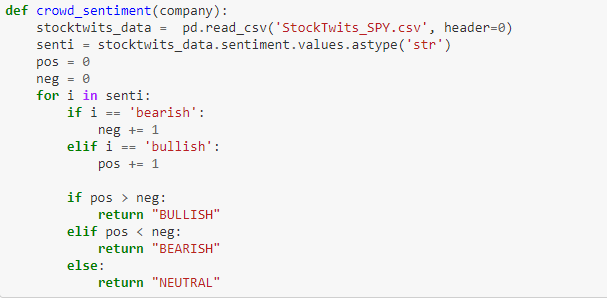 def crowd_sentiment(company):
    stocktwits_data =  pd.read_csv('StockTwits_SPY.csv', header=0)
    senti = stocktwits_data.sentiment.values.astype('str')
    pos = 0
    neg = 0
    for i in senti:
        if i == 'bearish':
            neg += 1
        elif i == 'bullish':
            pos += 1

        if pos > neg:
            return "BULLISH"
        elif pos < neg:
            return "BEARISH"
        else:
            return "NEUTRAL"